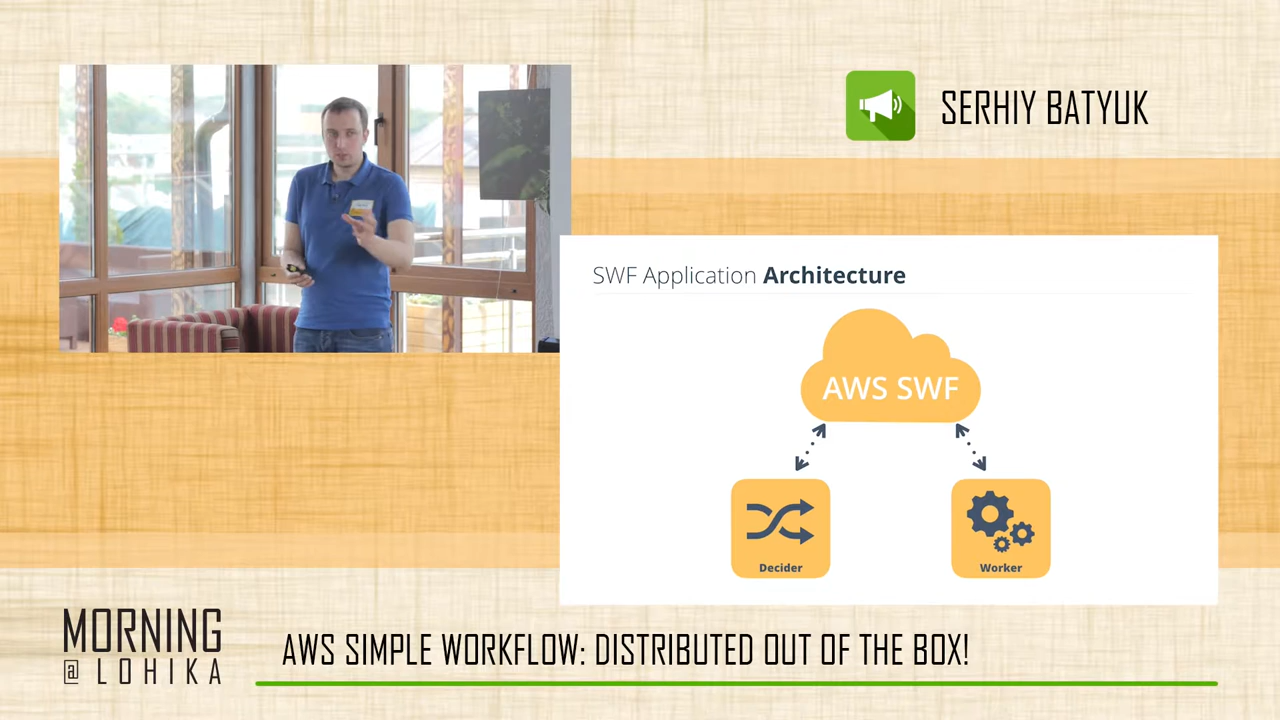 SERHIY BATYUK
SWF Application Architecture
AWS SWF
Decider
Worker
MORNING
@ LOHIKA
AWS SIMPLE WORKFLOW: DISTRIBUTED OUT OF THE BOX!